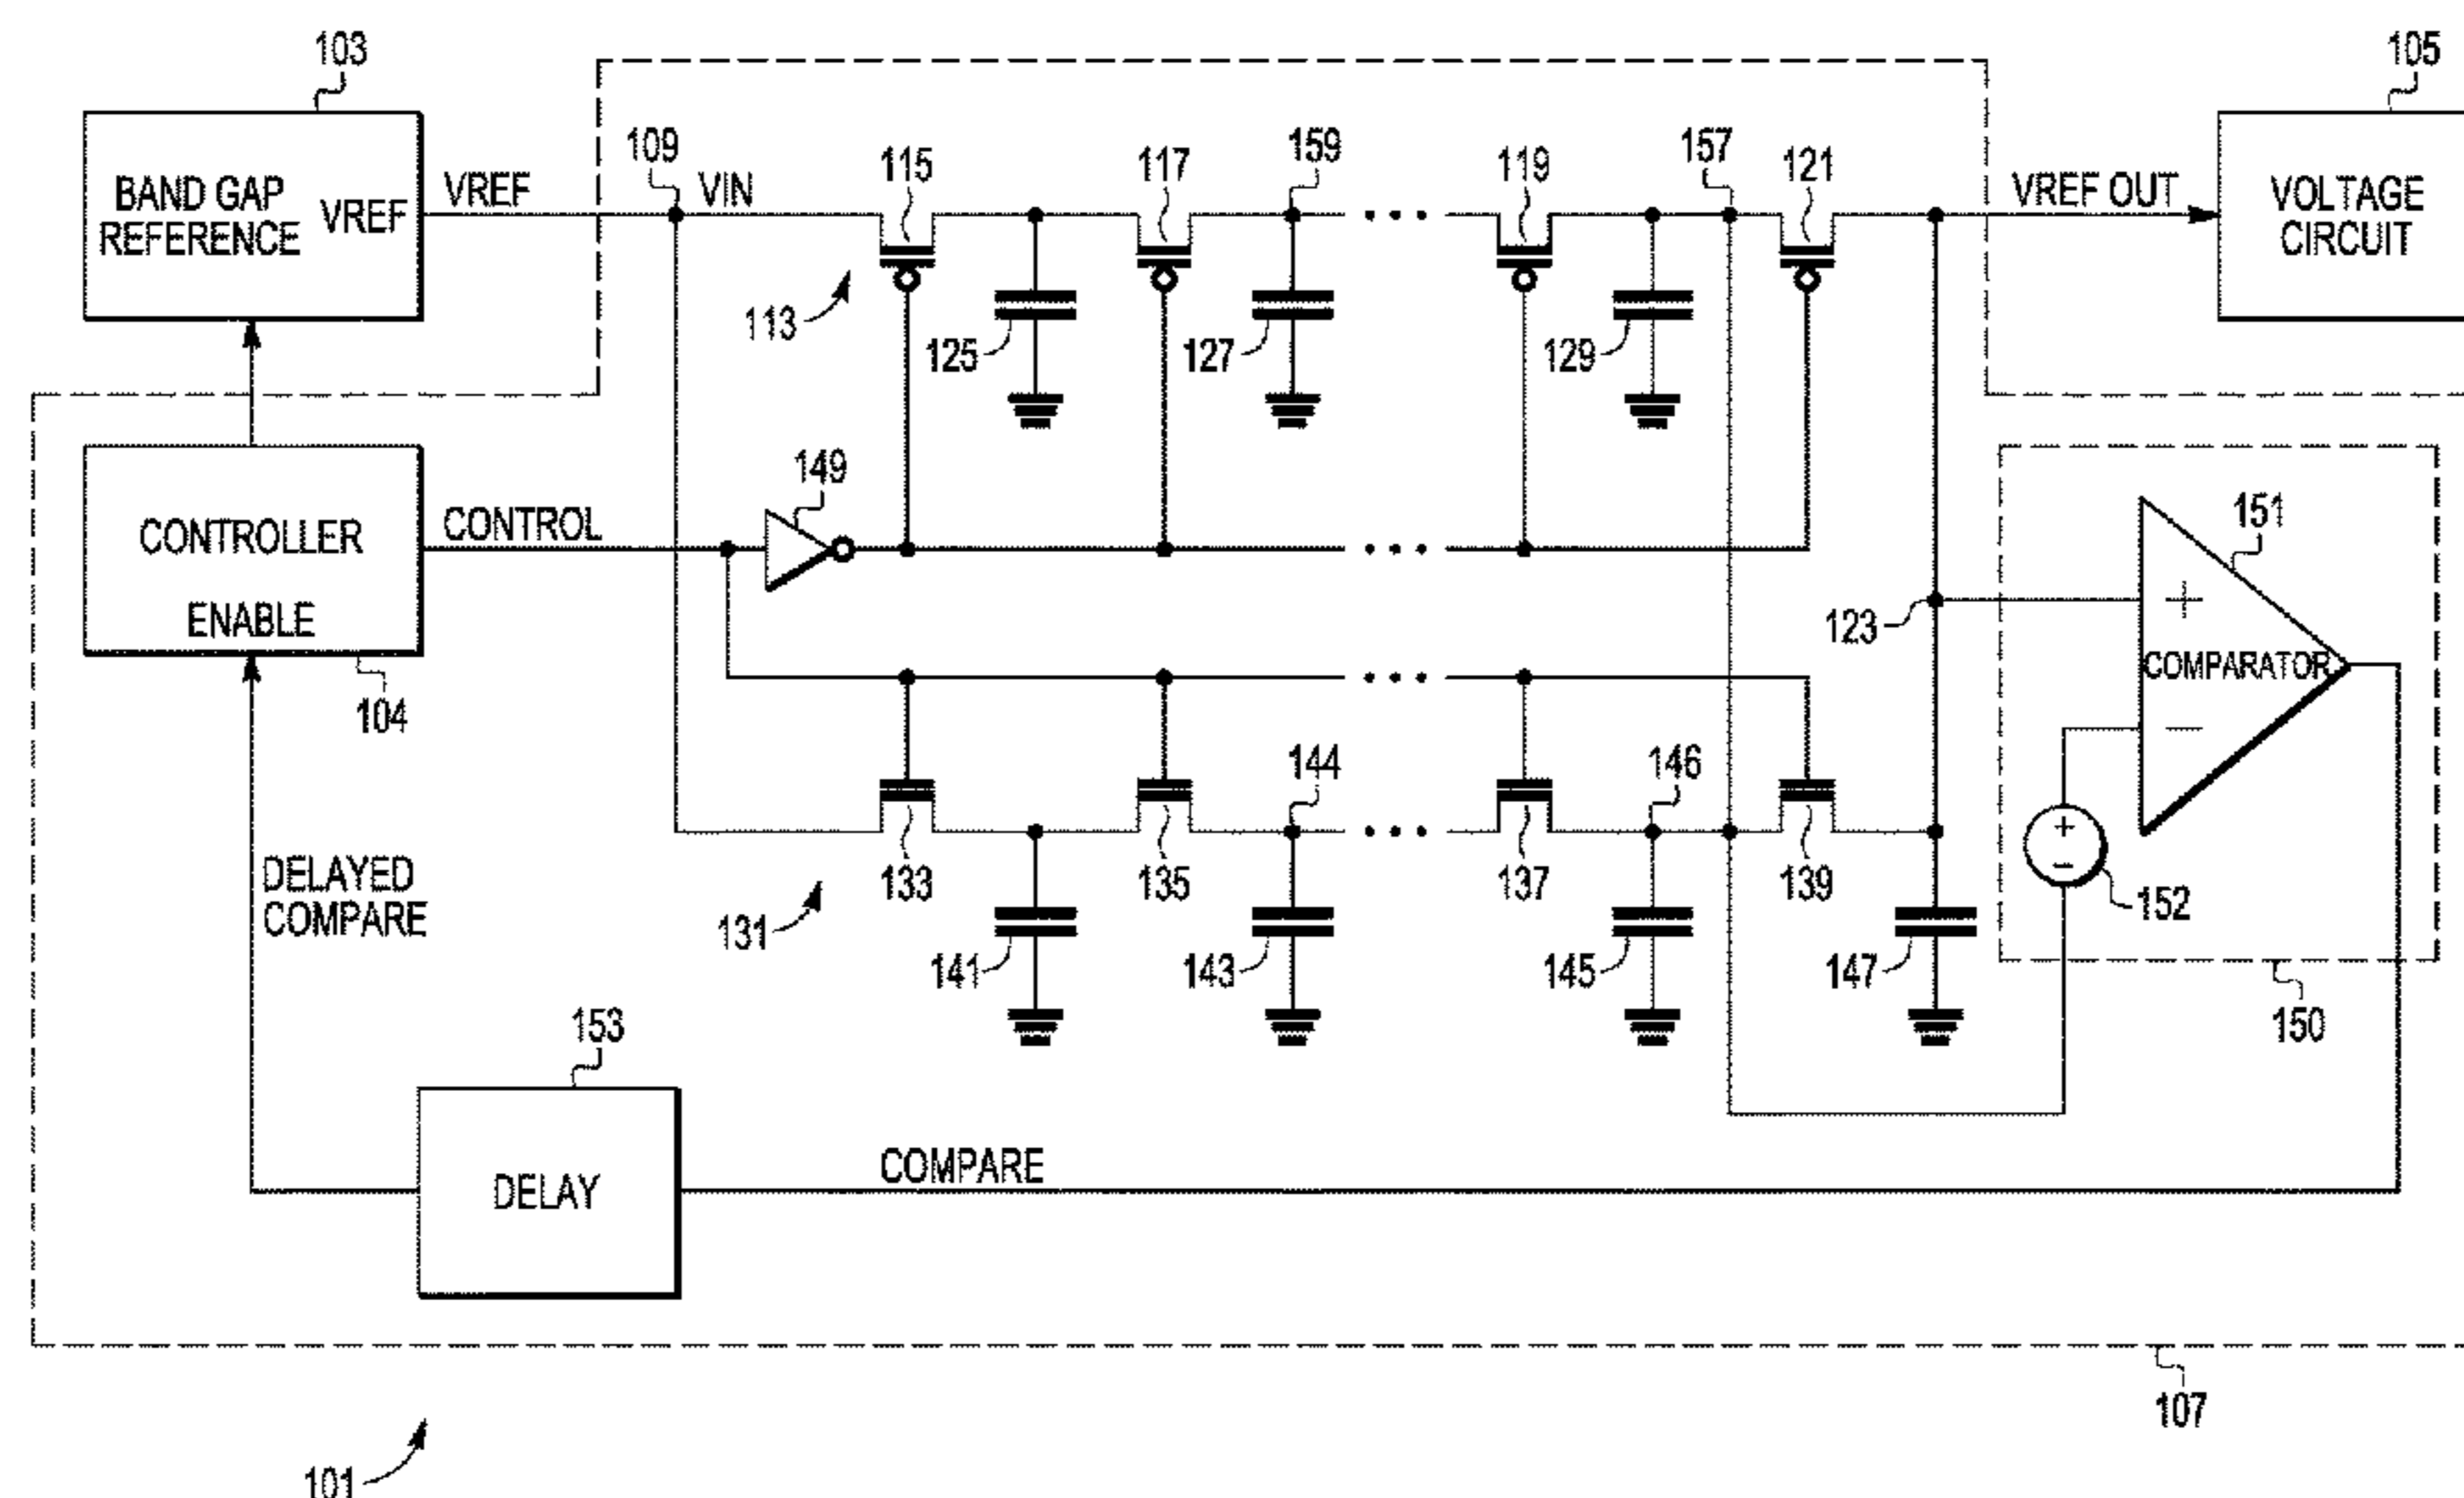 103
105
BAND GAP
REFERENCE
VREF
VREF
109
VIN
115
117
159
119
157
121
VREF OUT
VOLTAGE
CIRCUIT
113
125
127
129
CONTROLLER
ENABLE
104
CONTROL
149
151
123
+
COMPARATOR
−
+
−
152
144
146
133
135
137
139
131
141
143
145
147
150
DELAYED
COMPARE
153
DELAY
COMPARE
107
101